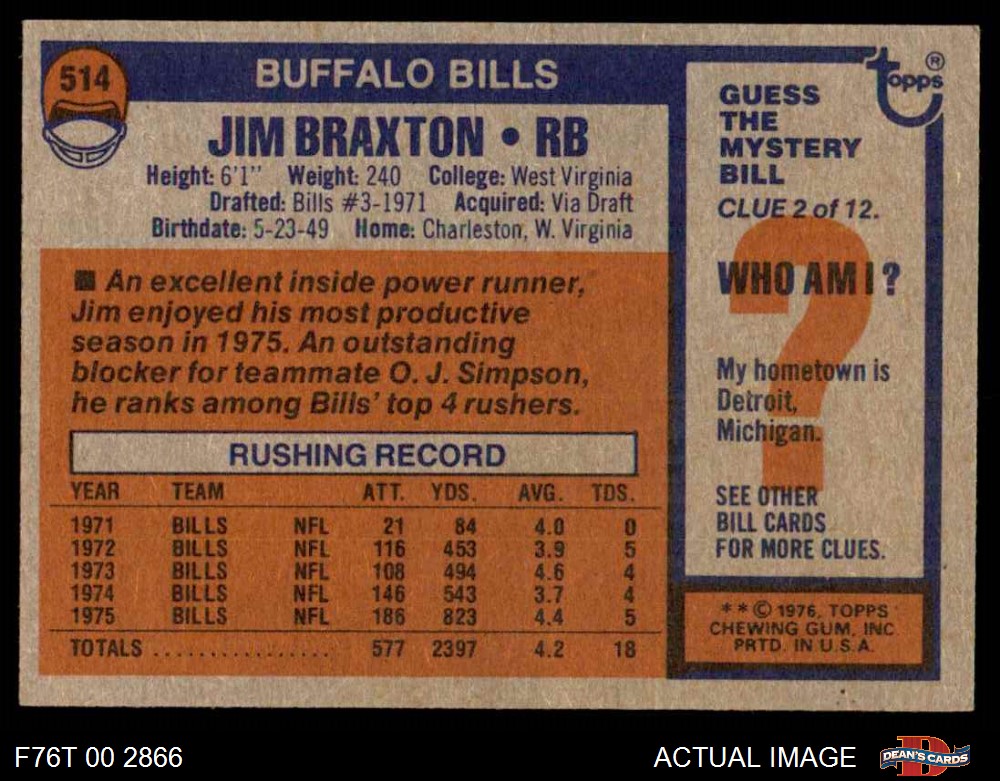 514
BUFFALO BILLS
JIM BRAXTON • RB
Height: 6'1" Weight: 240 College: West Virginia
Drafted: Bills #3-1971 Acquired: Via Draft
Birthdate: 5-23-49 Home: Charleston, W. Virginia
■ An excellent inside power runner,
Jim enjoyed his most productive
season in 1975. An outstanding
blocker for teammate O. J. Simpson,
he ranks among Bills' top 4 rushers.
RUSHING RECORD
YEAR TEAM ATT. YDS. AVG. TDS.
1971 BILLS NFL 21 84 4.0 0
1972 BILLS NFL 116 453 3.9 5
1973 BILLS NFL 108 494 4.6 4
1974 BILLS NFL 146 543 3.7 4
1975 BILLS NFL 186 823 4.4 5
TOTALS ................ 577 2397 4.2 18
topps ®
GUESS
THE
MYSTERY
BILL
CLUE 2 of 12.
?
WHO AM I ?
My hometown is
Detroit,
Michigan.
SEE OTHER
BILL CARDS
FOR MORE CLUES.
** © 1976, TOPPS
CHEWING GUM, INC
PRTD. IN U.S.A.
F76T 00 2866
ACTUAL IMAGE
D
DEAN'S CARDS